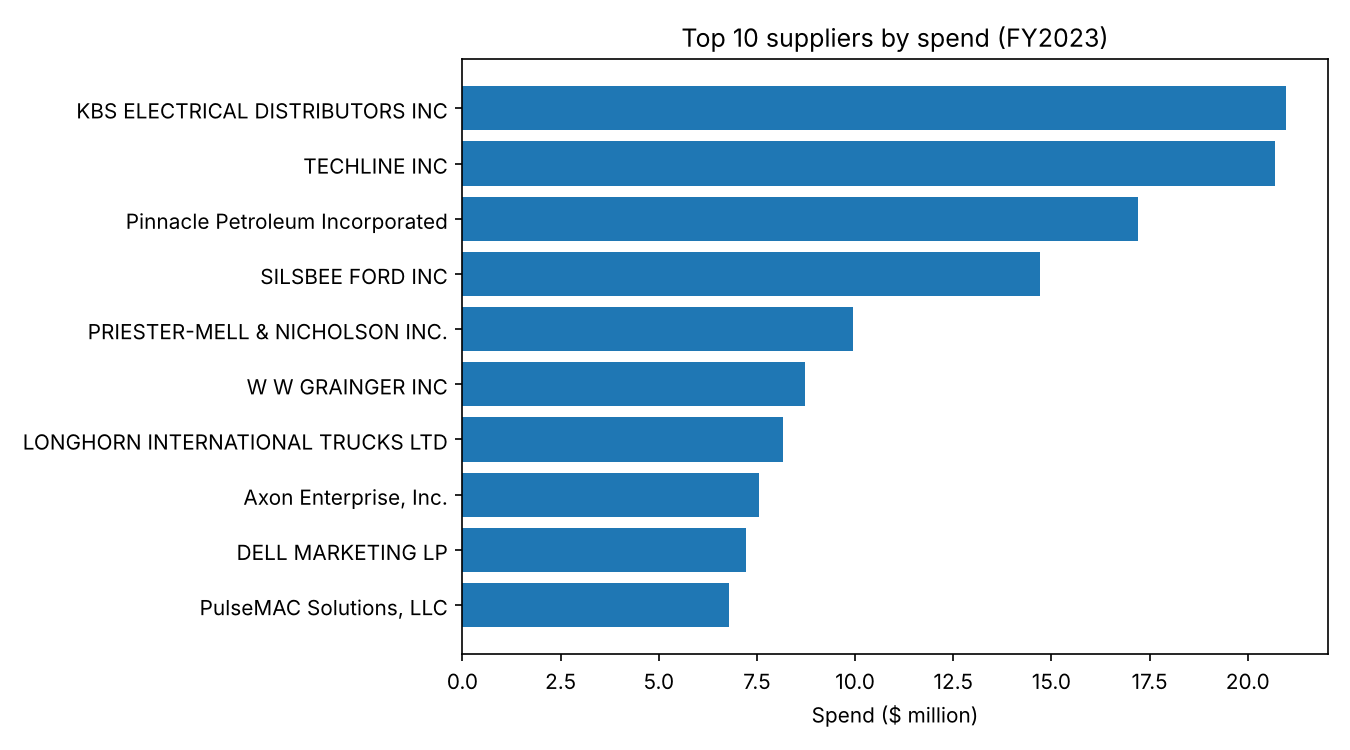 Top 10 suppliers by spend (FY2023)
KBS ELECTRICAL DISTRIBUTORS INC
TECHLINE INC
Pinnacle Petroleum Incorporated
SILSBEE FORD INC
PRIESTER-MELL & NICHOLSON INC.
W W GRAINGER INC
LONGHORN INTERNATIONAL TRUCKS LTD
Axon Enterprise, Inc.
DELL MARKETING LP
PulseMAC Solutions, LLC
0.0 2.5 5.0 7.5 10.0 12.5 15.0 17.5 20.0
Spend ($ million)